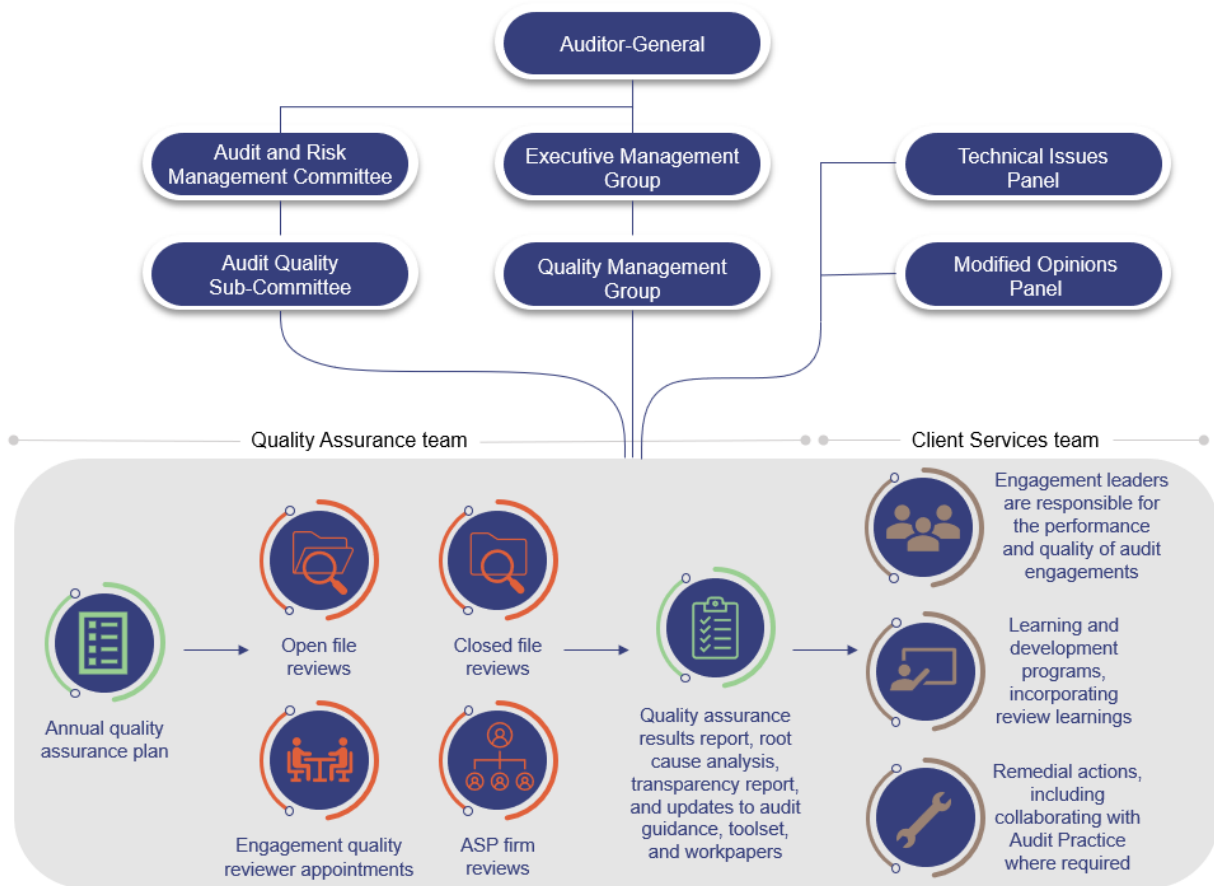 Auditor-General
Audit and Risk
Management Committee
Executive Management
Group
Technical Issues
Panel
Audit Quality
Sub-Committee
Quality Management
Group
Modified Opinions
Panel
Quality Assurance team
Client Services team
Annual quality
assurance plan
Open file
reviews
Closed file
reviews
Engagement quality
reviewer appointments
ASP firm
reviews
Quality assurance
results report, root
cause analysis,
transparency report,
and updates to audit
guidance, toolset,
and workpapers
Engagement leaders
are responsible for
the performance
and quality of audit
engagements
Learning and
development
programs,
incorporating
review learnings
Remedial actions,
including
collaborating with
Audit Practice
where required